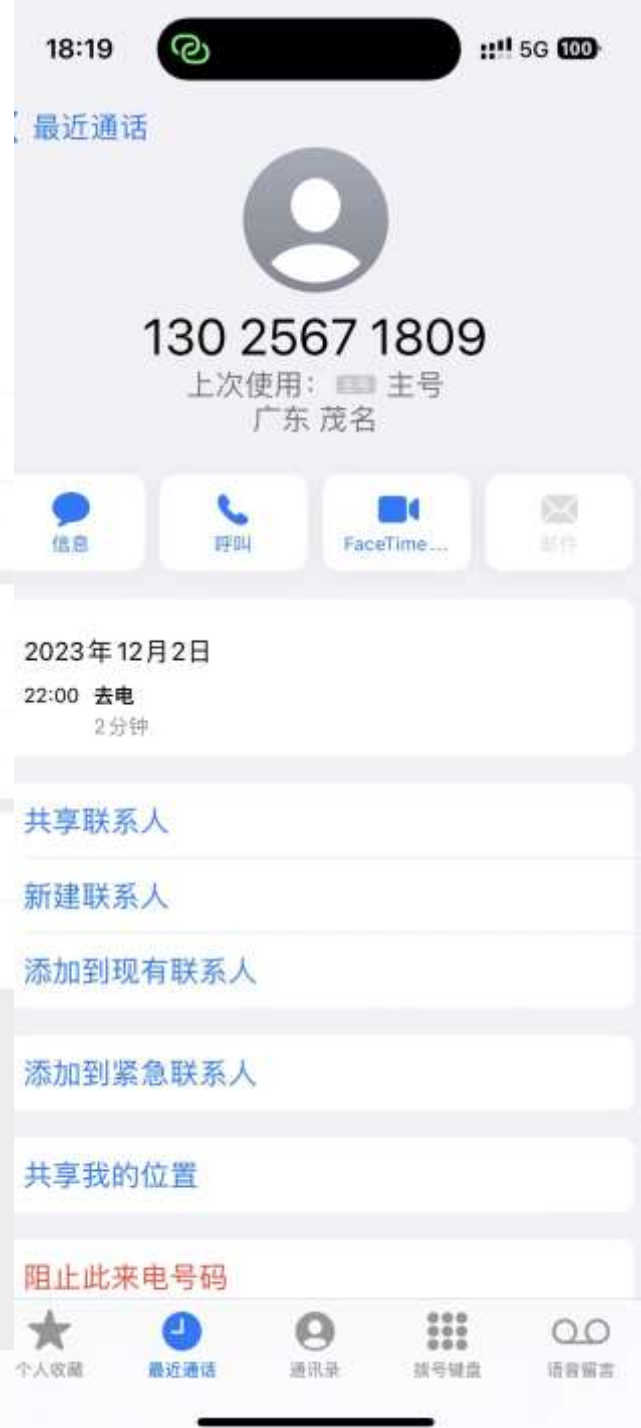 18:19
5G 100
最近通话
130 2567 1809
上次使用: 主号
广东 茂名
信息 呼叫 FaceTime... 邮件
2023年12月2日
22:00 去电
2分钟
共享联系人
新建联系人
添加到现有联系人
添加到紧急联系人
共享我的位置
阻止此来电号码
个人收藏 最近通话 通讯录 拨号键盘 语音留言